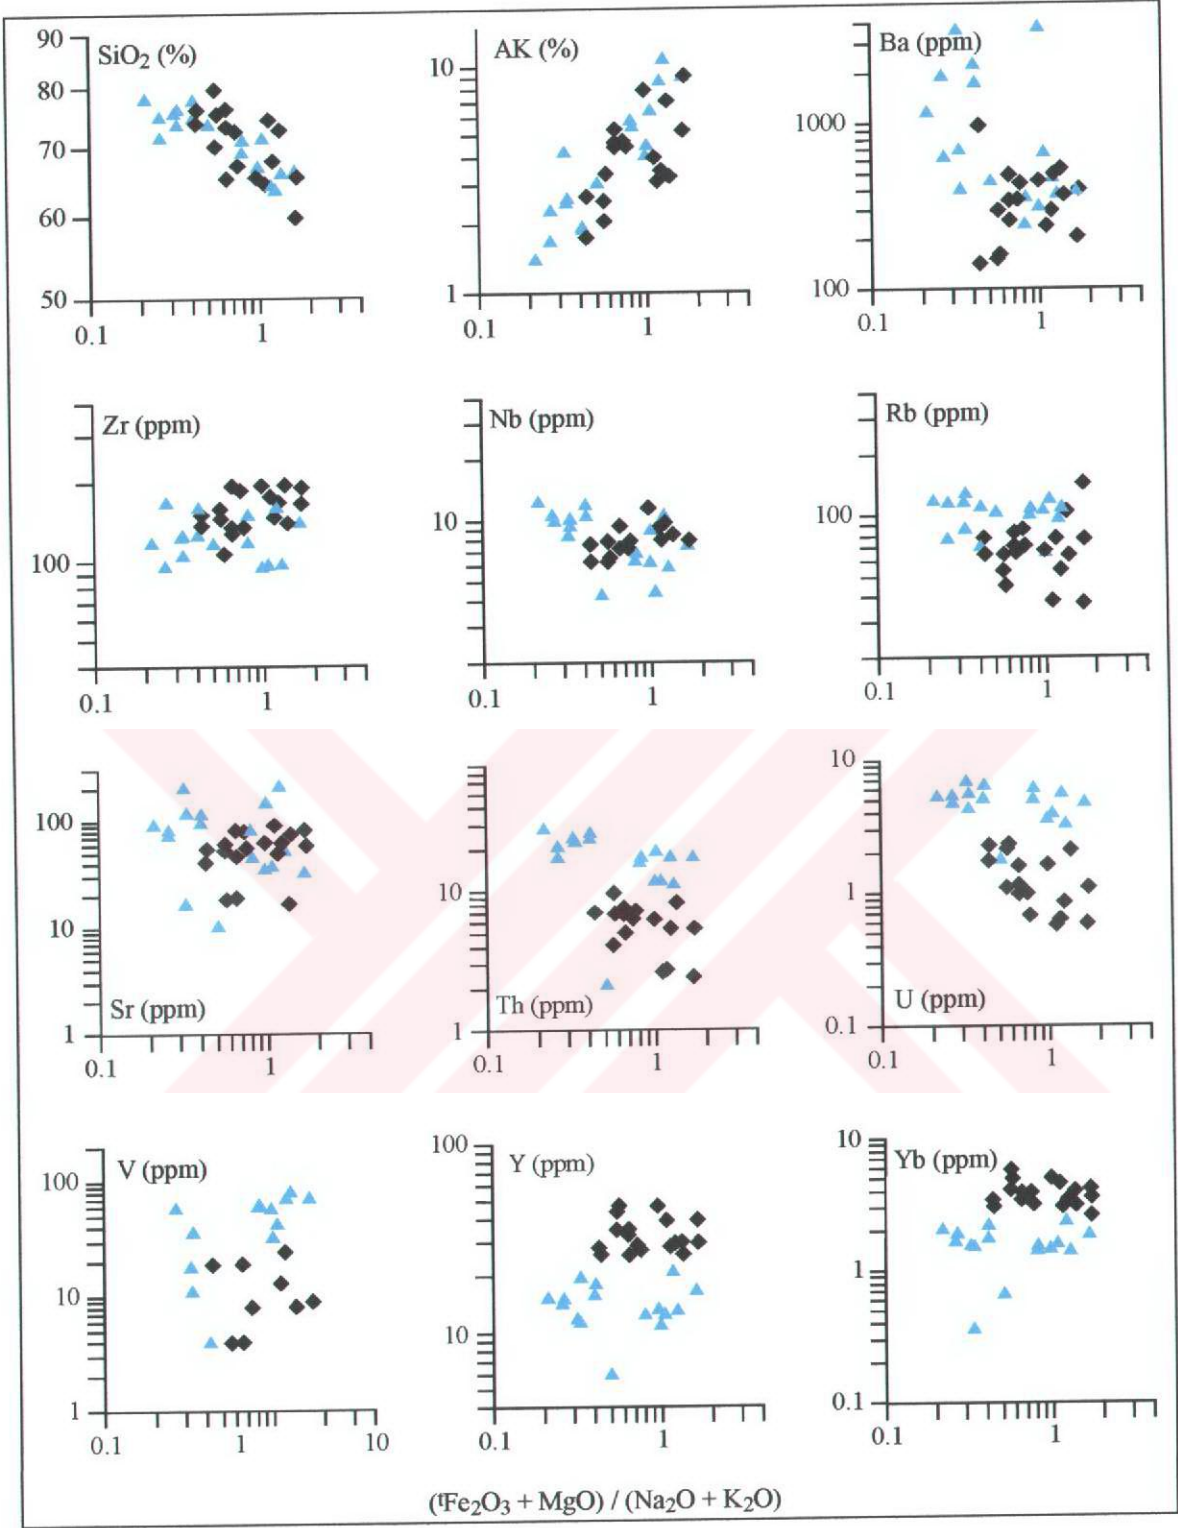 SiO₂ (%)
90
80
70
60
50
0.1 1
AK (%)
10
1
0.1 1
Ba (ppm)
1000
100
0.1 1
Zr (ppm)
100
0.1 1
Nb (ppm)
10
0.1 1
Rb (ppm)
100
0.1 1
100
10
1
Sr (ppm)
0.1 1
10
1
Th (ppm)
0.1 1
10
1
0.1
U (ppm)
0.1 1
V (ppm)
100
10
1
0.1 1 10
Y (ppm)
100
10
0.1 1
Yb (ppm)
10
1
0.1
0.1 1
(ᵗFe₂O₃ + MgO) / (Na₂O + K₂O)